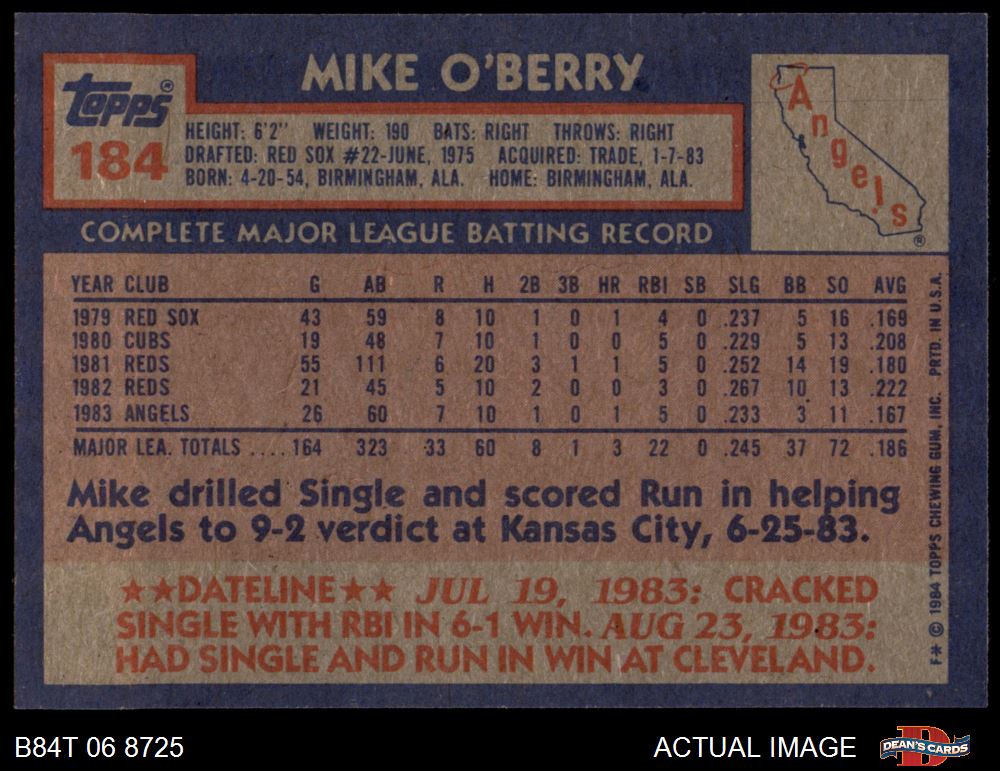 Topps®
184
MIKE O'BERRY
HEIGHT: 6'2" WEIGHT: 190 BATS: RIGHT THROWS: RIGHT
DRAFTED: RED SOX #22-JUNE, 1975 ACQUIRED: TRADE, 1-7-83
BORN: 4-20-54, BIRMINGHAM, ALA. HOME: BIRMINGHAM, ALA.
Angels
®
COMPLETE MAJOR LEAGUE BATTING RECORD
YEAR CLUB G AB R H 2B 3B HR RBI SB SLG BB SO AVG
1979 RED SOX 43 59 8 10 1 0 1 4 0 .237 5 16 .169
1980 CUBS 19 48 7 10 1 0 0 5 0 .229 5 13 .208
1981 REDS 55 111 6 20 3 1 1 5 0 .252 14 19 .180
1982 REDS 21 45 5 10 2 0 0 3 0 .267 10 13 .222
1983 ANGELS 26 60 7 10 1 0 1 5 0 .233 3 11 .167
MAJOR LEA. TOTALS .... 164 323 33 60 8 1 3 22 0 .245 37 72 .186
Mike drilled Single and scored Run in helping
Angels to 9-2 verdict at Kansas City, 6-25-83.
★★DATELINE★★ JUL 19, 1983: CRACKED
SINGLE WITH RBI IN 6-1 WIN. AUG 23, 1983:
HAD SINGLE AND RUN IN WIN AT CLEVELAND.
F* © 1984 TOPPS CHEWING GUM, INC. PRTD. IN U.S.A.
B84T 06 8725
ACTUAL IMAGE
DEAN'S CARDS